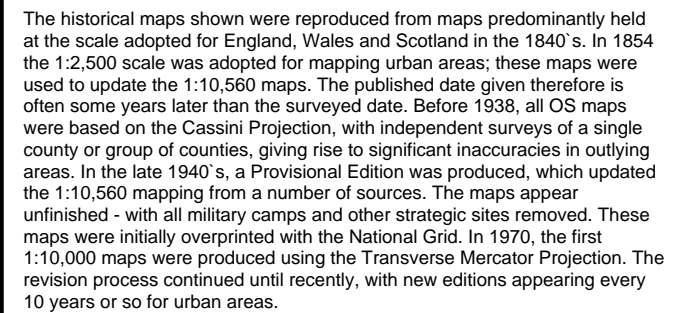 The historical maps shown were reproduced from maps predominantly held
at the scale adopted for England, Wales and Scotland in the 1840`s. In 1854
the 1:2,500 scale was adopted for mapping urban areas; these maps were
used to update the 1:10,560 maps. The published date given therefore is
often some years later than the surveyed date. Before 1938, all OS maps
were based on the Cassini Projection, with independent surveys of a single
county or group of counties, giving rise to significant inaccuracies in outlying
areas. In the late 1940`s, a Provisional Edition was produced, which updated
the 1:10,560 mapping from a number of sources. The maps appear
unfinished - with all military camps and other strategic sites removed. These
maps were initially overprinted with the National Grid. In 1970, the first
1:10,000 maps were produced using the Transverse Mercator Projection. The
revision process continued until recently, with new editions appearing every
10 years or so for urban areas.